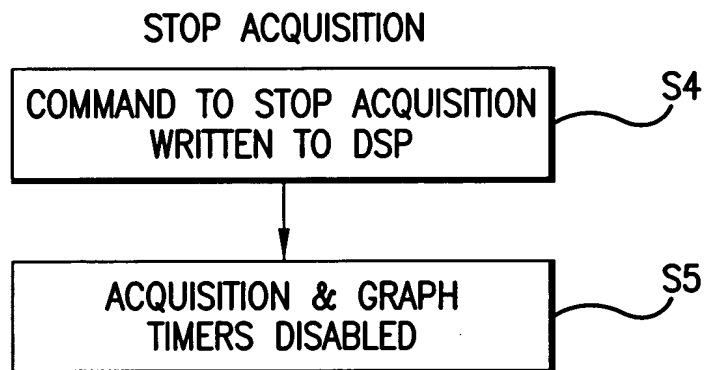 STOP ACQUISITION
COMMAND TO STOP ACQUISITION
WRITTEN TO DSP
S4
ACQUISITION & GRAPH
TIMERS DISABLED
S5